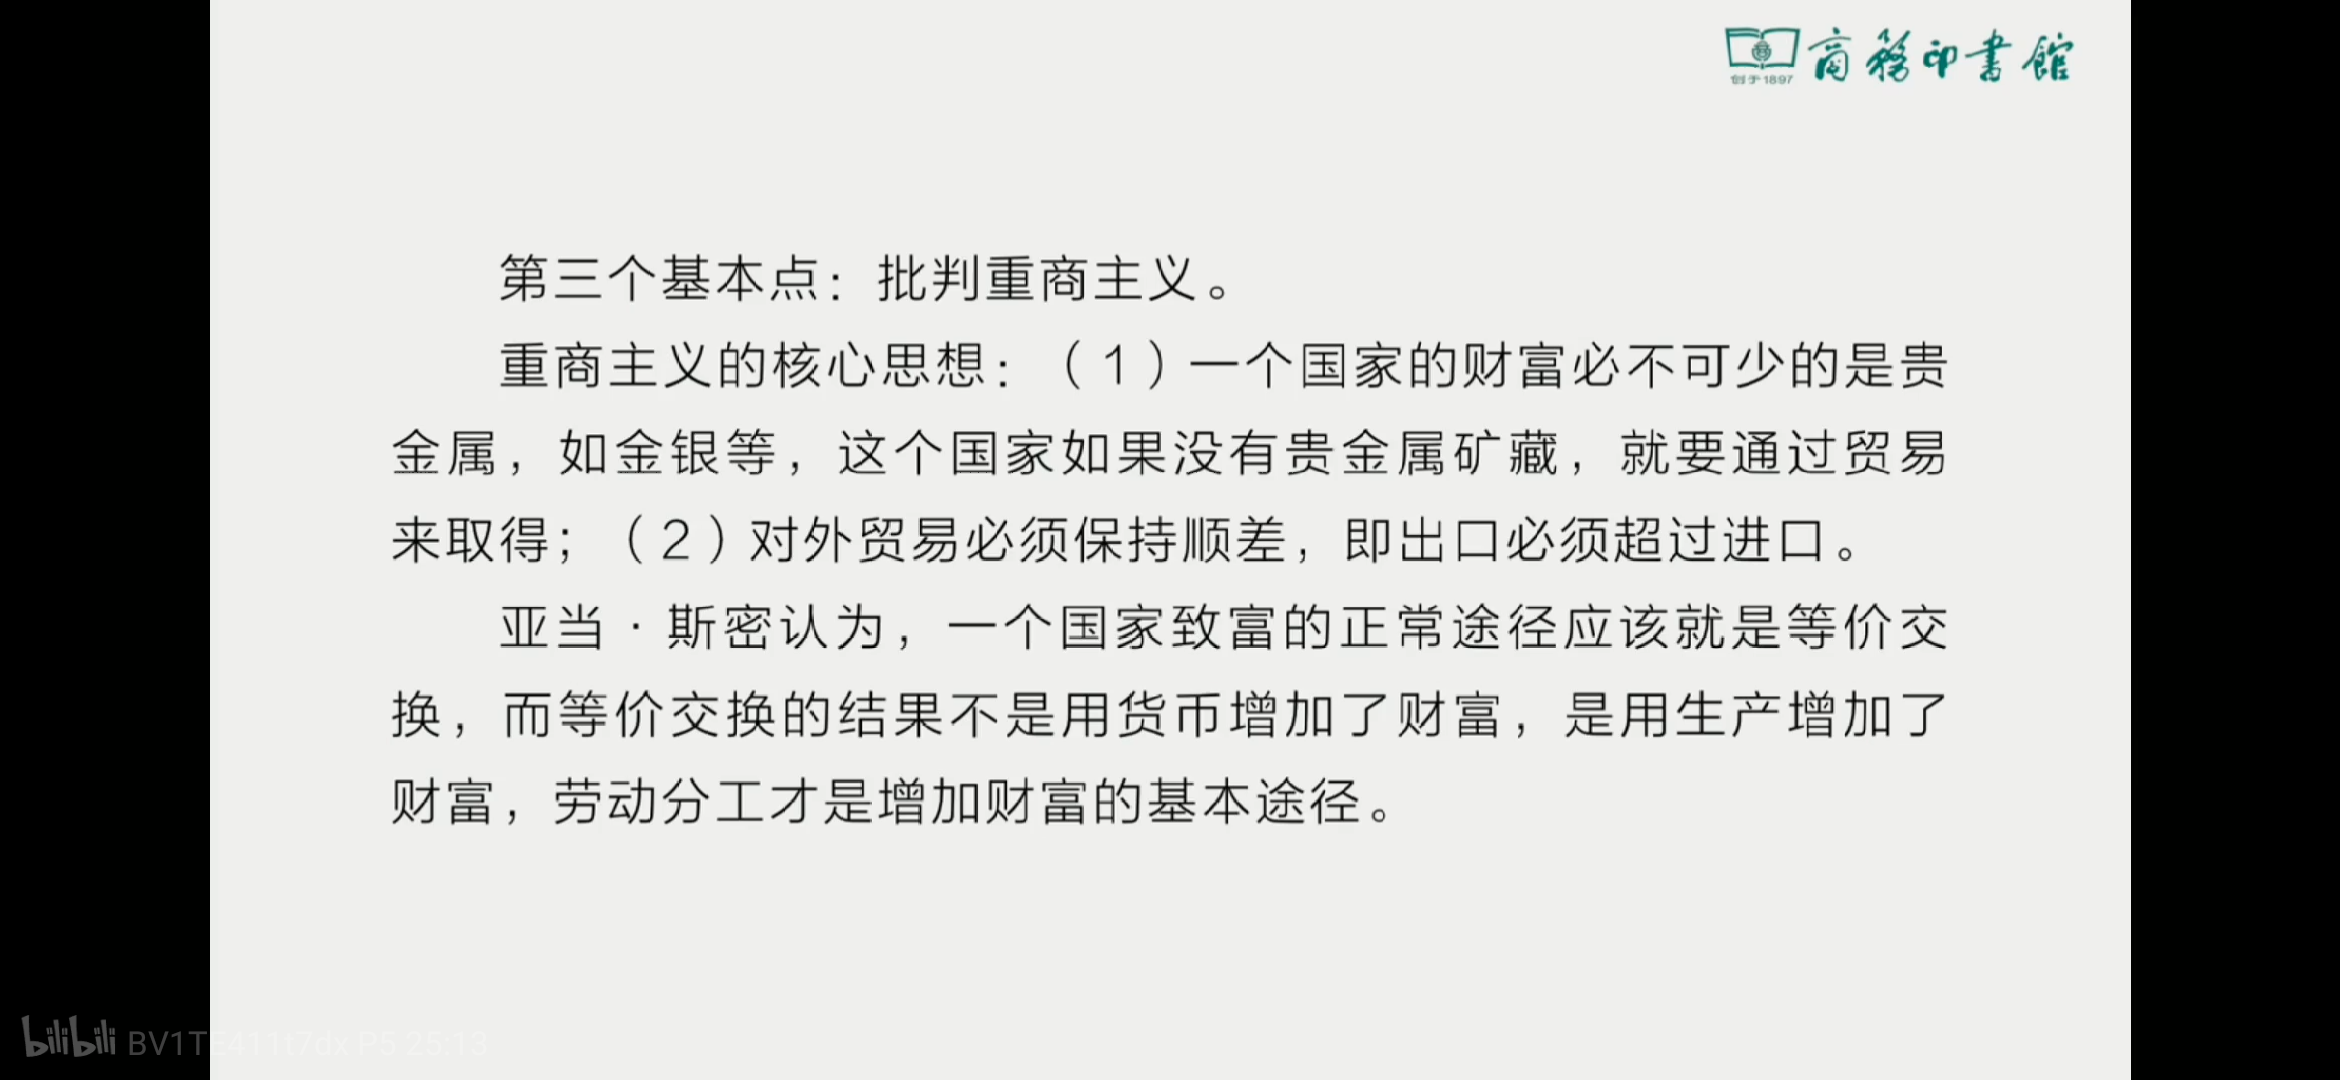 创于1897
商務印書館
第三个基本点：批判重商主义。
重商主义的核心思想：（1）一个国家的财富必不可少的是贵
金属，如金银等，这个国家如果没有贵金属矿藏，就要通过贸易
来取得；（2）对外贸易必须保持顺差，即出口必须超过进口。
亚当·斯密认为，一个国家致富的正常途径应该就是等价交
换，而等价交换的结果不是用货币增加了财富，是用生产增加了
财富，劳动分工才是增加财富的基本途径。
bilibili BV1TE411t7dx P5 25:13